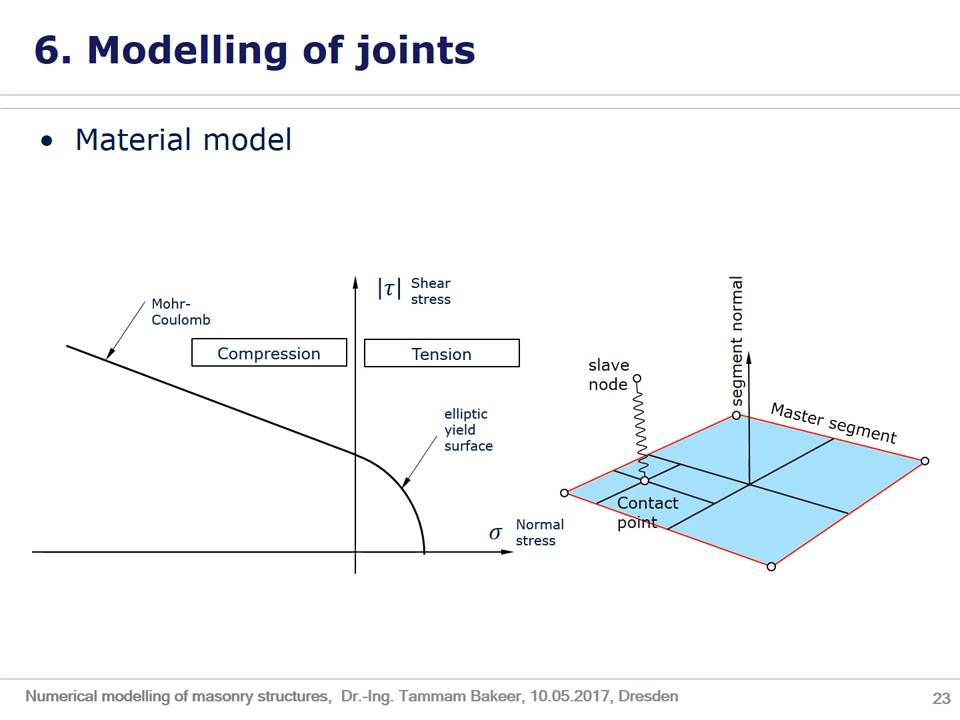 6. Modelling of joints
• Material model
Mohr-
Coulomb
|τ| Shear
stress
Compression
Tension
elliptic
yield
surface
σ Normal
stress
segment normal
slave
node
Master segment
Contact
point
Numerical modelling of masonry structures, Dr.-Ing. Tammam Bakeer, 10.05.2017, Dresden
23